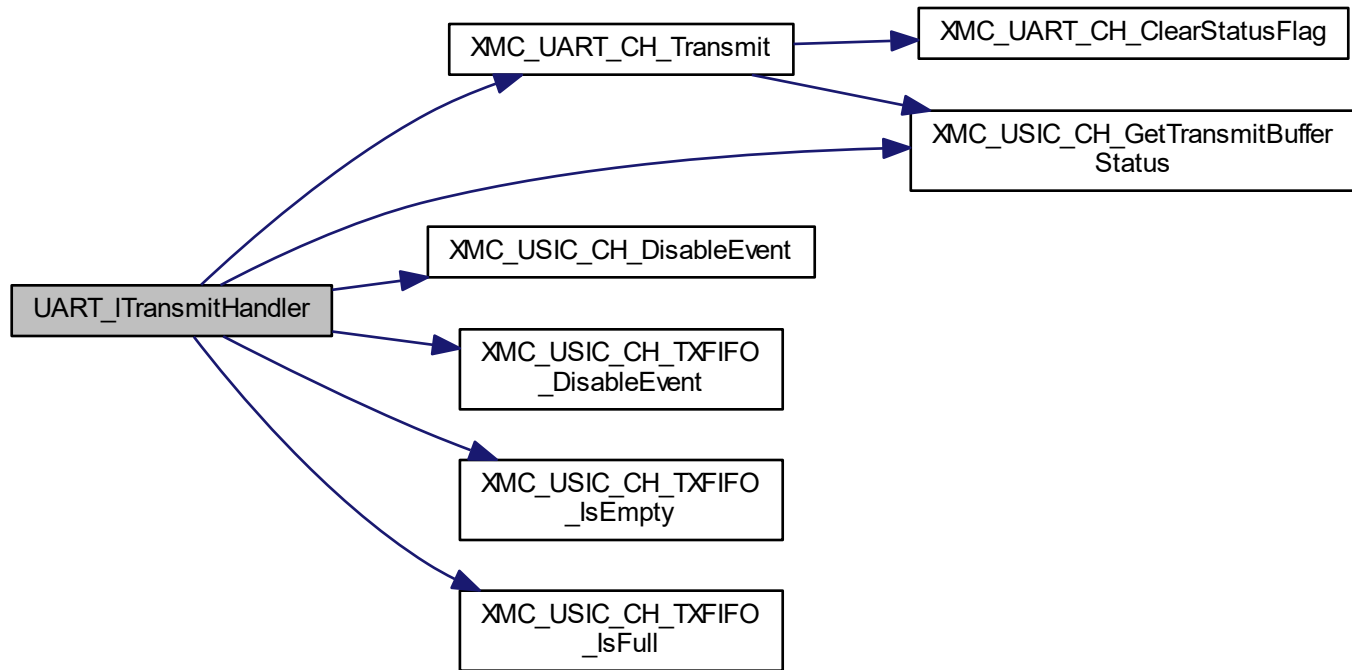 XMC_UART_CH_Transmit
XMC_UART_CH_ClearStatusFlag
XMC_USIC_CH_GetTransmitBuffer
Status
XMC_USIC_CH_DisableEvent
UART_lTransmitHandler
XMC_USIC_CH_TXFIFO
_DisableEvent
XMC_USIC_CH_TXFIFO
_IsEmpty
XMC_USIC_CH_TXFIFO
_IsFull